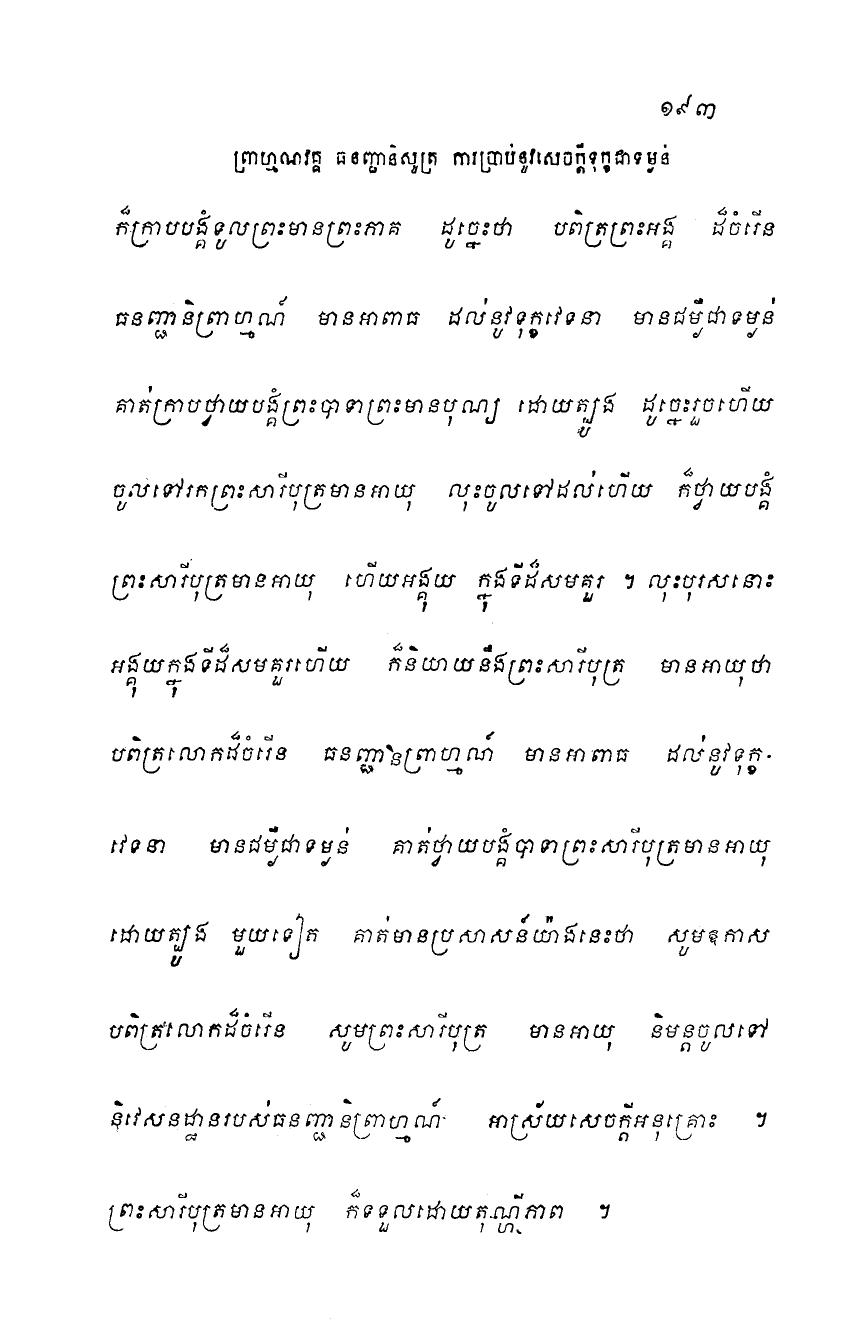 ១៩៣
ព្រាហ្មណវគ្គ ធនញ្ជានិសូត្រ ការប្រាប់នូវសេចក្តីទុក្ខជាទម្ងន់
ក៏ក្រាបបង្គំទូលព្រះមានព្រះភាគ ដូច្នេះថា បពិត្រព្រះអង្គ ដ៏ចំរើន
ធនញ្ជានិព្រាហ្មណ៍ មានអាពាធ ដល់នូវទុក្ខវេទនា មានជម្ងឺជាទម្ងន់
គាត់ក្រាបថ្វាយបង្គំព្រះបាទាព្រះមានបុណ្យ ដោយត្បូង ដូច្នេះរួចហើយ
ចូលទៅរកព្រះសារីបុត្រមានអាយុ លុះចូលទៅដល់ហើយ ក៏ថ្វាយបង្គំ
ព្រះសារីបុត្រមានអាយុ ហើយអង្គុយ ក្នុងទីដ៏សមគួរ ។ លុះបុរសនោះ
អង្គុយក្នុងទីដ៏សមគួរហើយ ក៏និយាយនឹងព្រះសារីបុត្រ មានអាយុថា
បពិត្រលោកដ៏ចំរើន ធនញ្ជានិព្រាហ្មណ៍ មានអាពាធ ដល់នូវទុក្ខ-
វេទនា មានជម្ងឺជាទម្ងន់ គាត់ថ្វាយបង្គំបាទាព្រះសារីបុត្រមានអាយុ
ដោយត្បូង មួយទៀត គាត់មានប្រសាសន៍យ៉ាងនេះថា សូមឧកាស
បពិត្រលោកដ៏ចំរើន សូមព្រះសារីបុត្រ មានអាយុ និមន្តចូលទៅ
និវេសនដ្ឋានរបស់ធនញ្ជានិព្រាហ្មណ៍ អាស្រ័យសេចក្តីអនុគ្រោះ ។
ព្រះសារីបុត្រមានអាយុ ក៏ទទួលដោយតុណ្ហីភាព ។